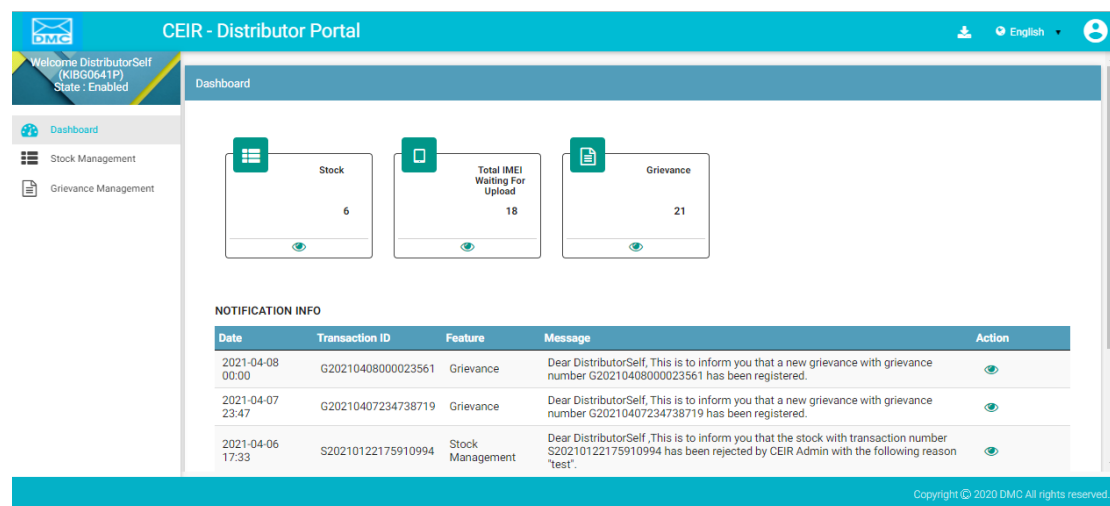 DMC
CEIR - Distributor Portal
English
Welcome DistributorSelf
(KIBG0641P)
State : Enabled
Dashboard
Stock Management
Grievance Management
Dashboard
Stock
6
Total IMEI
Waiting For
Upload
18
Grievance
21
NOTIFICATION INFO
Date Transaction ID Feature Message Action
2021-04-08
00:00
G20210408000023561
Grievance
Dear DistributorSelf, This is to inform you that a new grievance with grievance
number G20210408000023561 has been registered.
2021-04-07
23:47
G20210407234738719
Grievance
Dear DistributorSelf, This is to inform you that a new grievance with grievance
number G20210407234738719 has been registered.
2021-04-06
17:33
S20210122175910994
Stock
Management
Dear DistributorSelf ,This is to inform you that the stock with transaction number
S20210122175910994 has been rejected by CEIR Admin with the following reason
"test".
Copyright © 2020 DMC All rights reserved.